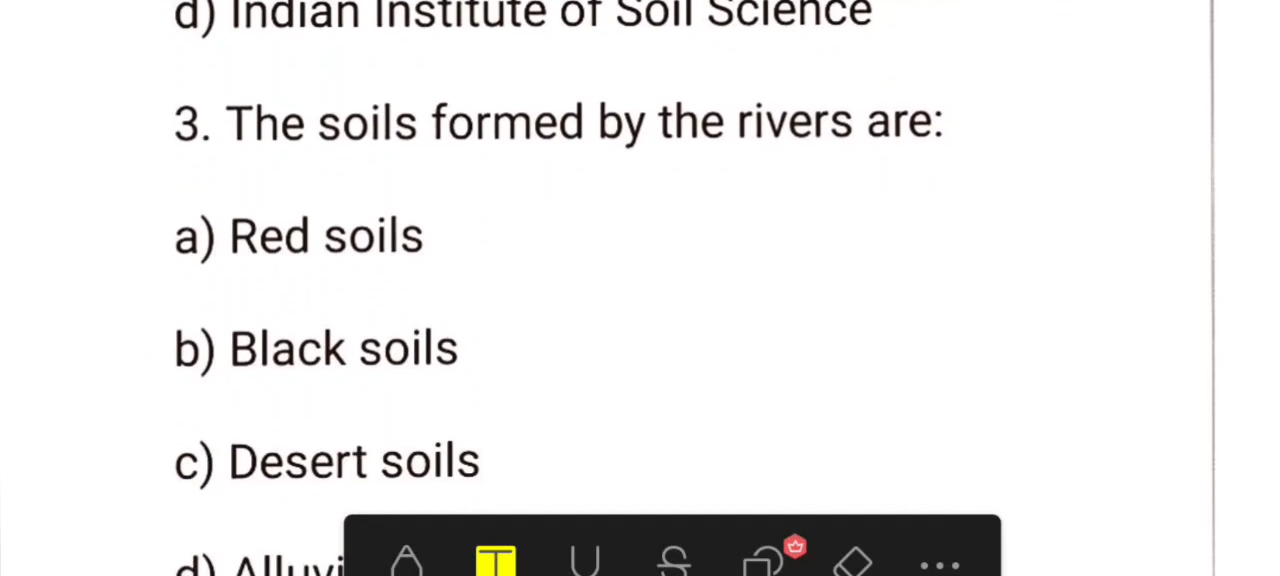 d) Indian Institute of Soil Science
3. The soils formed by the rivers are:
a) Red soils
b) Black soils
c) Desert soils
d)